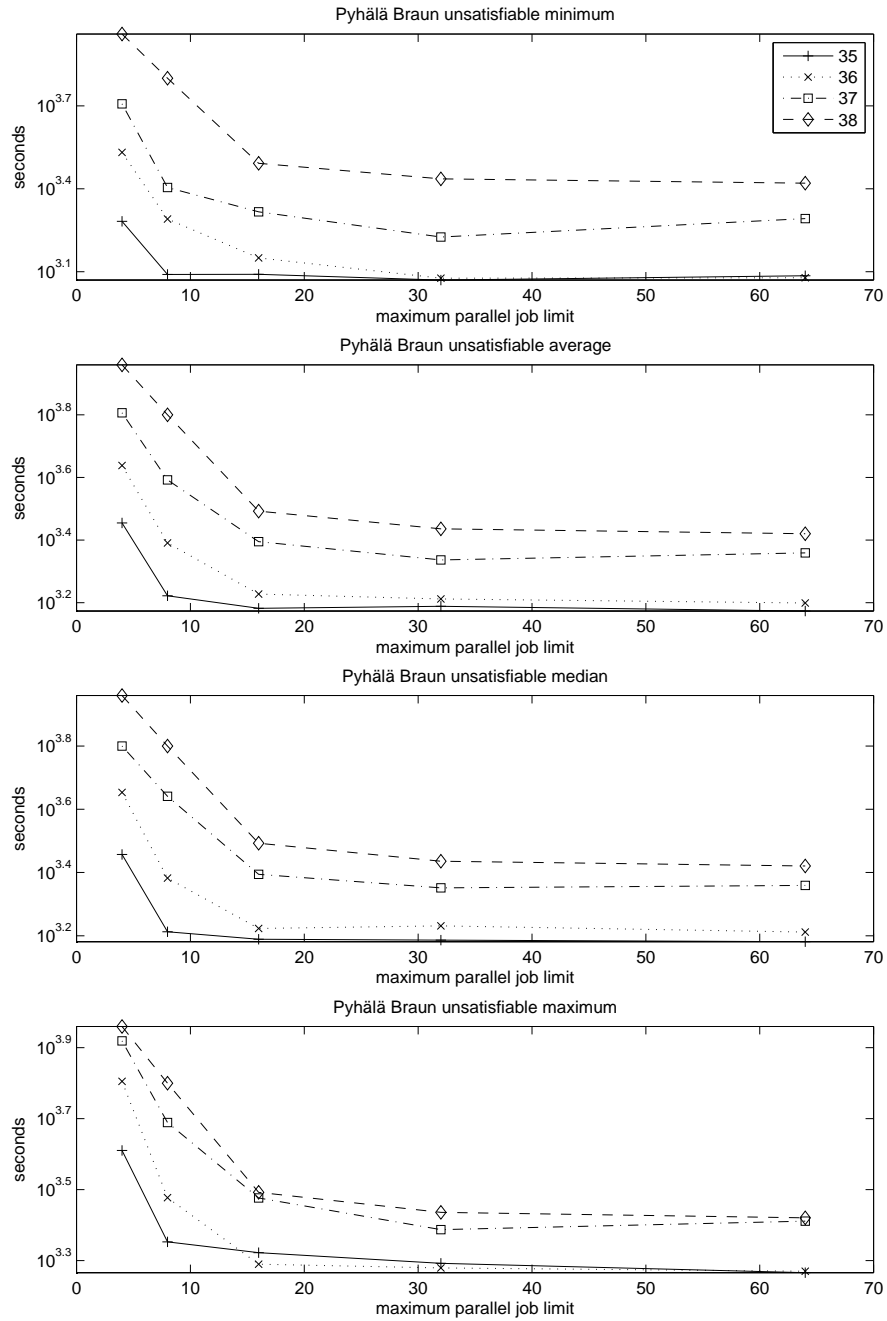 Pyhälä Braun unsatisfiable minimum
35
36
37
38
10^3.7
10^3.4
10^3.1
seconds
0 10 20 30 40 50 60 70
maximum parallel job limit
Pyhälä Braun unsatisfiable average
10^3.8
10^3.6
10^3.4
10^3.2
seconds
0 10 20 30 40 50 60 70
maximum parallel job limit
Pyhälä Braun unsatisfiable median
10^3.8
10^3.6
10^3.4
10^3.2
seconds
0 10 20 30 40 50 60 70
maximum parallel job limit
Pyhälä Braun unsatisfiable maximum
10^3.9
10^3.7
10^3.5
10^3.3
seconds
0 10 20 30 40 50 60 70
maximum parallel job limit